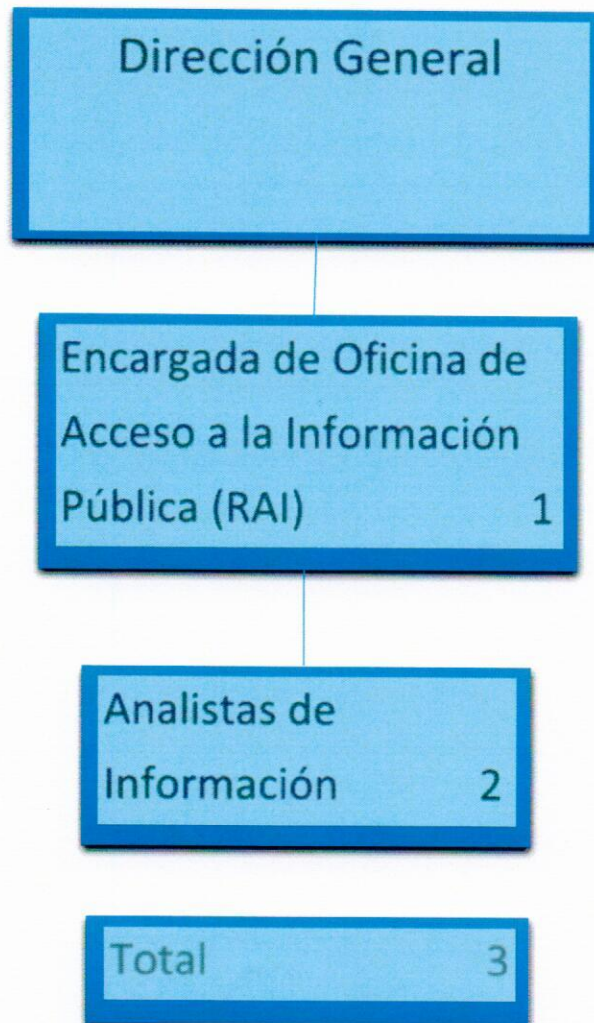 Dirección General
Encargada de Oficina de
Acceso a la Información
Pública (RAI) 1
Analistas de
Información 2
Total 3